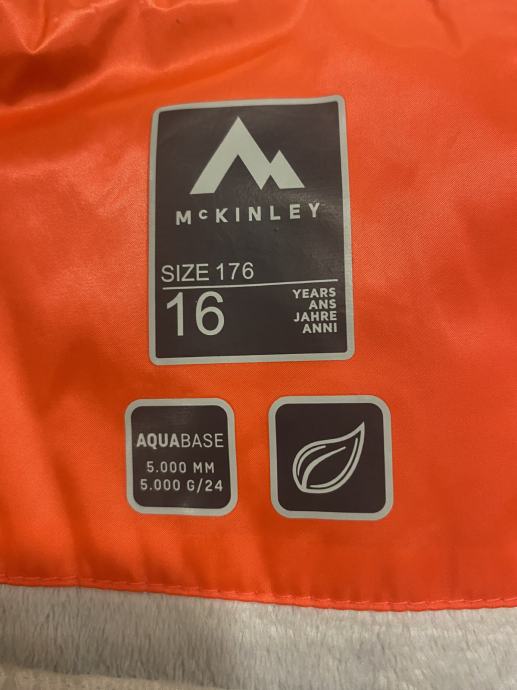 McKINLEY
SIZE 176
16
YEARS
ANS
JAHRE
ANNI
AQUABASE
5.000 MM
5.000 G/24